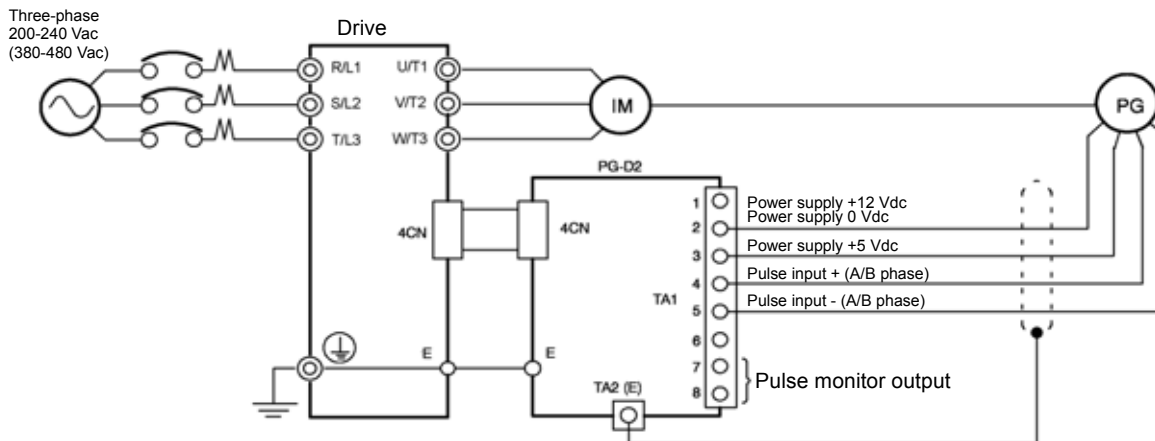 Three-phase
200-240 Vac
(380-480 Vac)
Drive
R/L1
U/T1
S/L2
V/T2
T/L3
W/T3
IM
PG
PG-D2
4CN
4CN
TA1
1
Power supply +12 Vdc
2
Power supply 0 Vdc
3
Power supply +5 Vdc
4
Pulse input + (A/B phase)
5
Pulse input - (A/B phase)
6
7
8
Pulse monitor output
E
E
TA2 (E)